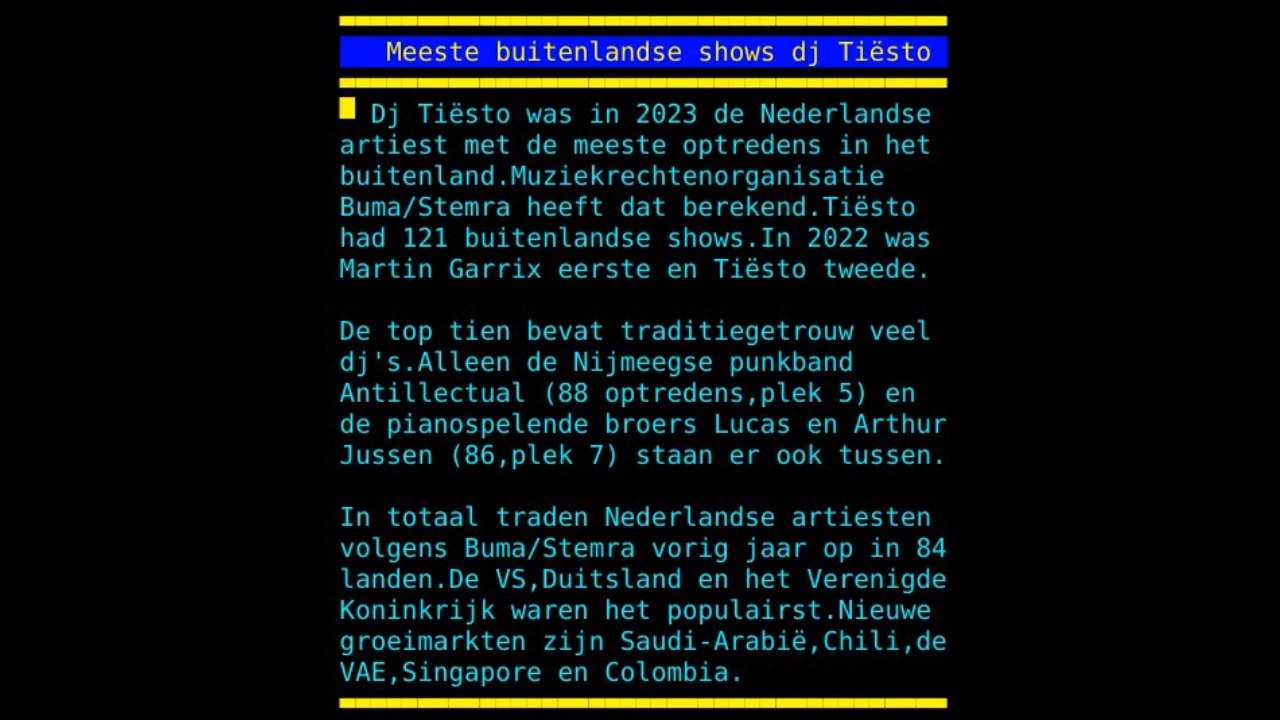 Meeste buitenlandse shows dj Tiësto
Dj Tiësto was in 2023 de Nederlandse
artiest met de meeste optredens in het
buitenland.Muziekrechtenorganisatie
Buma/Stemra heeft dat berekend.Tiësto
had 121 buitenlandse shows.In 2022 was
Martin Garrix eerste en Tiësto tweede.
De top tien bevat traditiegetrouw veel
dj's.Alleen de Nijmeegse punkband
Antillectual (88 optredens,plek 5) en
de pianospelende broers Lucas en Arthur
Jussen (86,plek 7) staan er ook tussen.
In totaal traden Nederlandse artiesten
volgens Buma/Stemra vorig jaar op in 84
landen.De VS,Duitsland en het Verenigde
Koninkrijk waren het populairst.Nieuwe
groeimarkten zijn Saudi-Arabië,Chili,de
VAE,Singapore en Colombia.